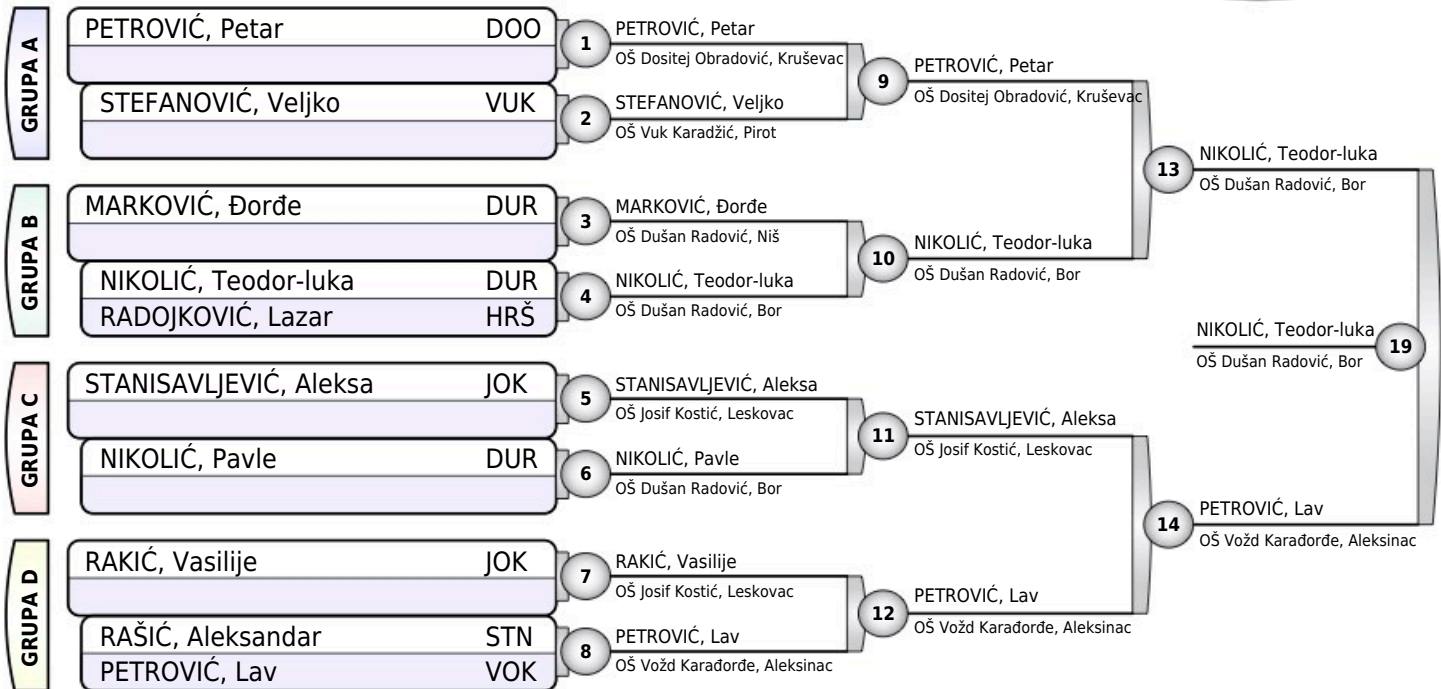 GRUPA A
PETROVIĆ, Petar DOO
STEFANOVIĆ, Veljko VUK
GRUPA B
MARKOVIĆ, Đorđe DUR
NIKOLIĆ, Teodor-luka DUR
RADOJKOVIĆ, Lazar HRŠ
GRUPA C
STANISAVLJEVIĆ, Aleksa JOK
NIKOLIĆ, Pavle DUR
GRUPA D
RAKIĆ, Vasilije JOK
RAŠIĆ, Aleksandar STN
PETROVIĆ, Lav VOK
1
PETROVIĆ, Petar
OŠ Dositej Obradović, Kruševac
2
STEFANOVIĆ, Veljko
OŠ Vuk Karadžić, Pirot
3
MARKOVIĆ, Đorđe
OŠ Dušan Radović, Niš
4
NIKOLIĆ, Teodor-luka
OŠ Dušan Radović, Bor
5
STANISAVLJEVIĆ, Aleksa
OŠ Josif Kostić, Leskovac
6
NIKOLIĆ, Pavle
OŠ Dušan Radović, Bor
7
RAKIĆ, Vasilije
OŠ Josif Kostić, Leskovac
8
PETROVIĆ, Lav
OŠ Vožd Karađorđe, Aleksinac
9
PETROVIĆ, Petar
OŠ Dositej Obradović, Kruševac
10
NIKOLIĆ, Teodor-luka
OŠ Dušan Radović, Bor
11
STANISAVLJEVIĆ, Aleksa
OŠ Josif Kostić, Leskovac
12
PETROVIĆ, Lav
OŠ Vožd Karađorđe, Aleksinac
13
NIKOLIĆ, Teodor-luka
OŠ Dušan Radović, Bor
14
PETROVIĆ, Lav
OŠ Vožd Karađorđe, Aleksinac
NIKOLIĆ, Teodor-luka
OŠ Dušan Radović, Bor
19